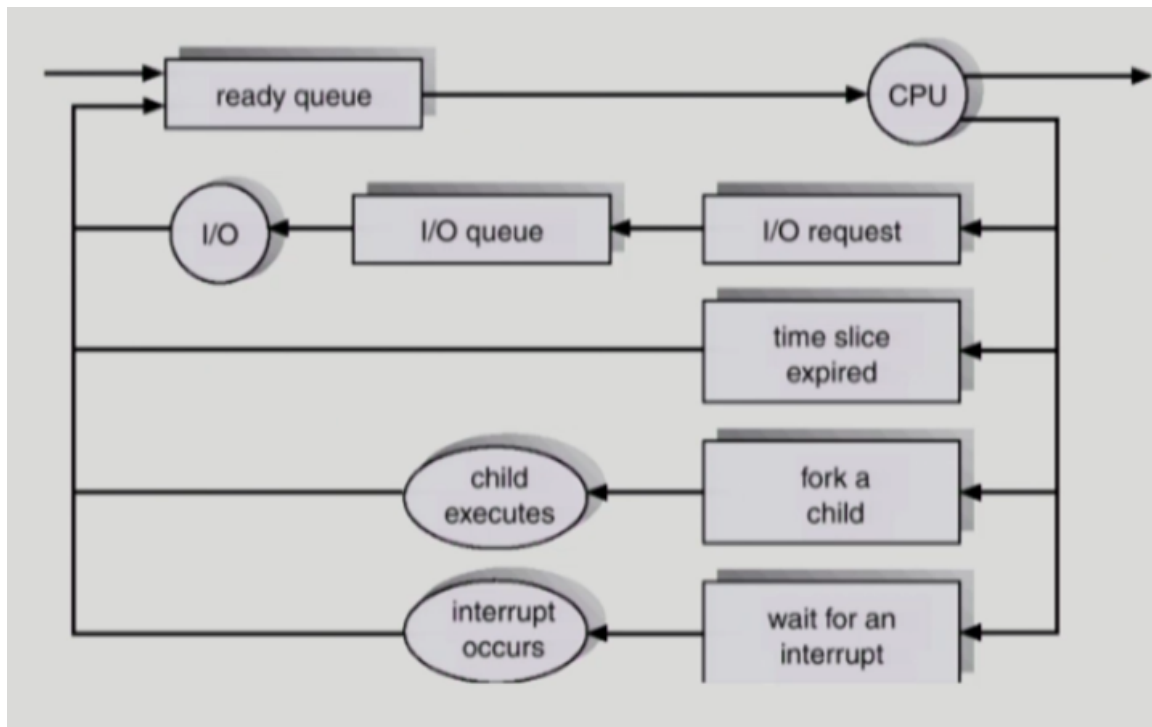 ready queue
CPU
I/O
I/O queue
I/O request
time slice
expired
child
executes
fork a
child
interrupt
occurs
wait for an
interrupt